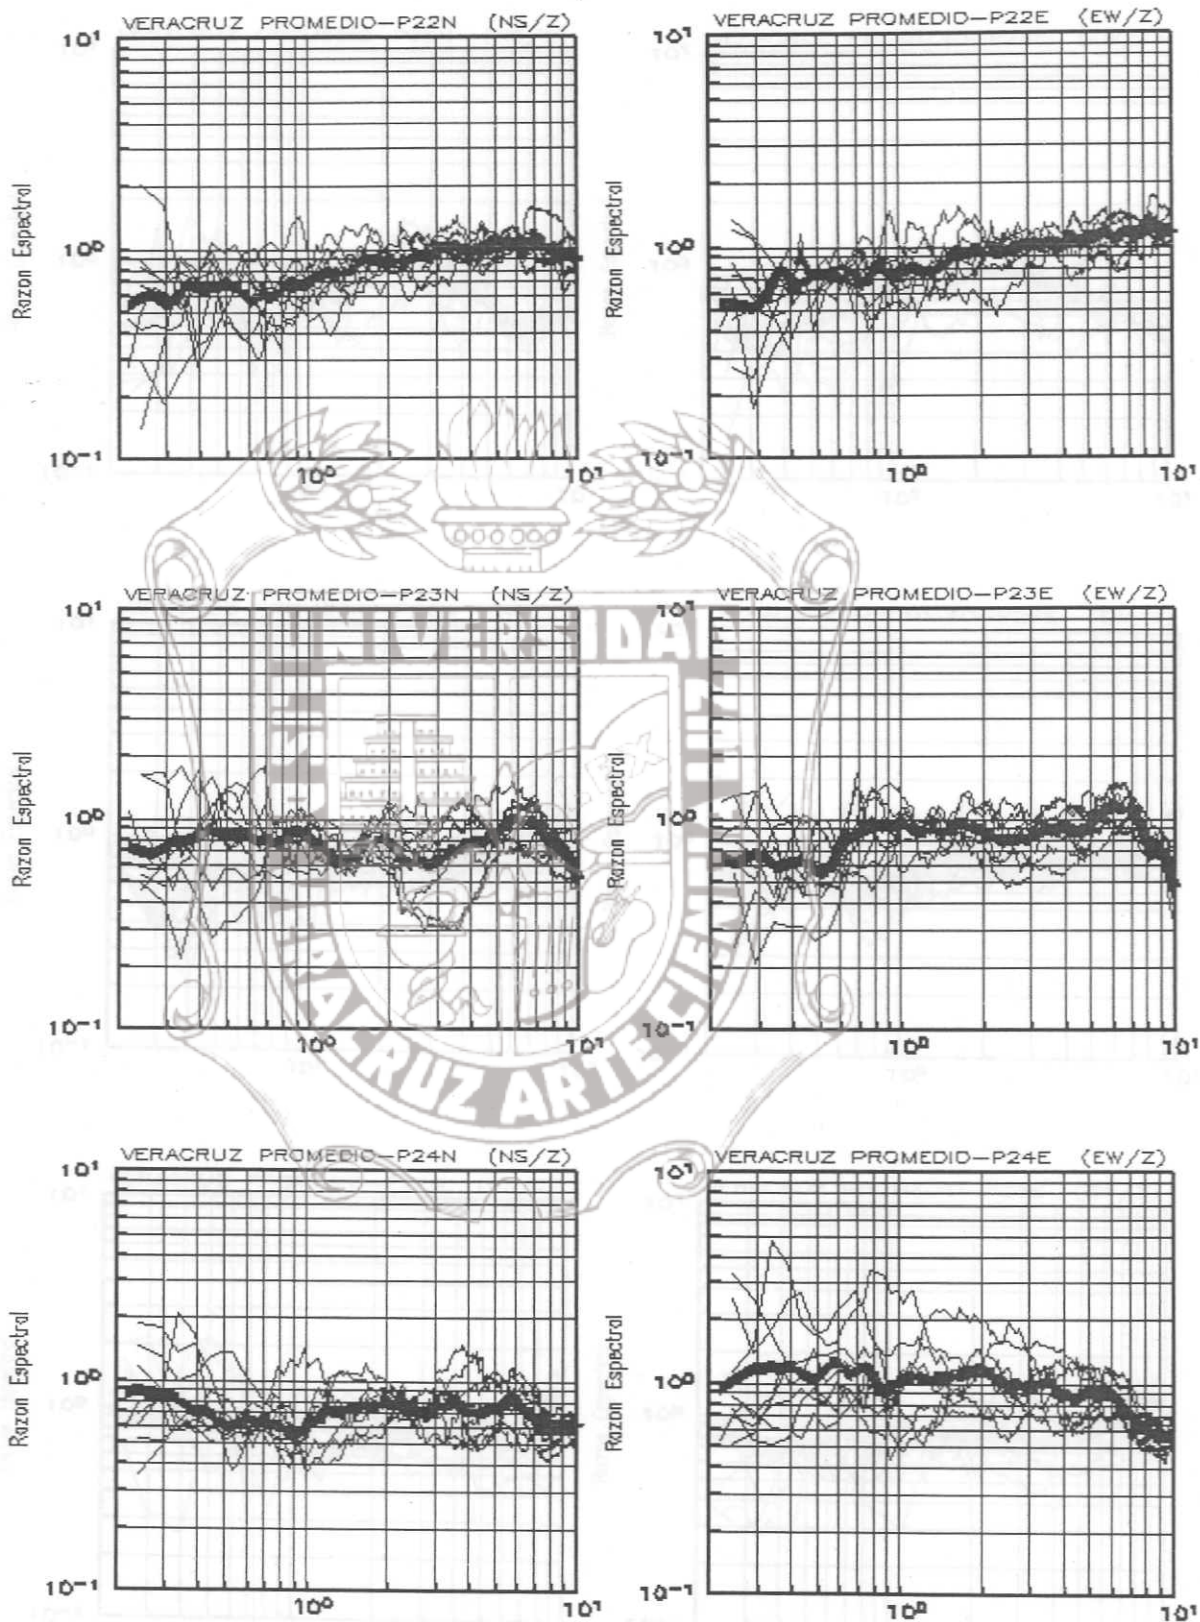 VERACRUZ PROMEDIO-P22N (NS/Z)
VERACRUZ PROMEDIO-P22E (EW/Z)
10¹
10¹
Razon Espectral
Razon Espectral
10⁰
10⁰
10⁻¹
10⁻¹
10⁰
10¹
10⁰
10¹
VERACRUZ PROMEDIO-P23N (NS/Z)
VERACRUZ PROMEDIO-P23E (EW/Z)
10¹
10¹
UNIVERSIDAD
Razon Espectral
Razon Espectral
10⁰
10⁰
10⁻¹
10⁻¹
10⁰
10¹
10⁰
10¹
VERACRUZ ARTE CIENCIA LUZ
VERACRUZ PROMEDIO-P24N (NS/Z)
VERACRUZ PROMEDIO-P24E (EW/Z)
10¹
10¹
Razon Espectral
Razon Espectral
10⁰
10⁰
10⁻¹
10⁻¹
10⁰
10¹
10⁰
10¹